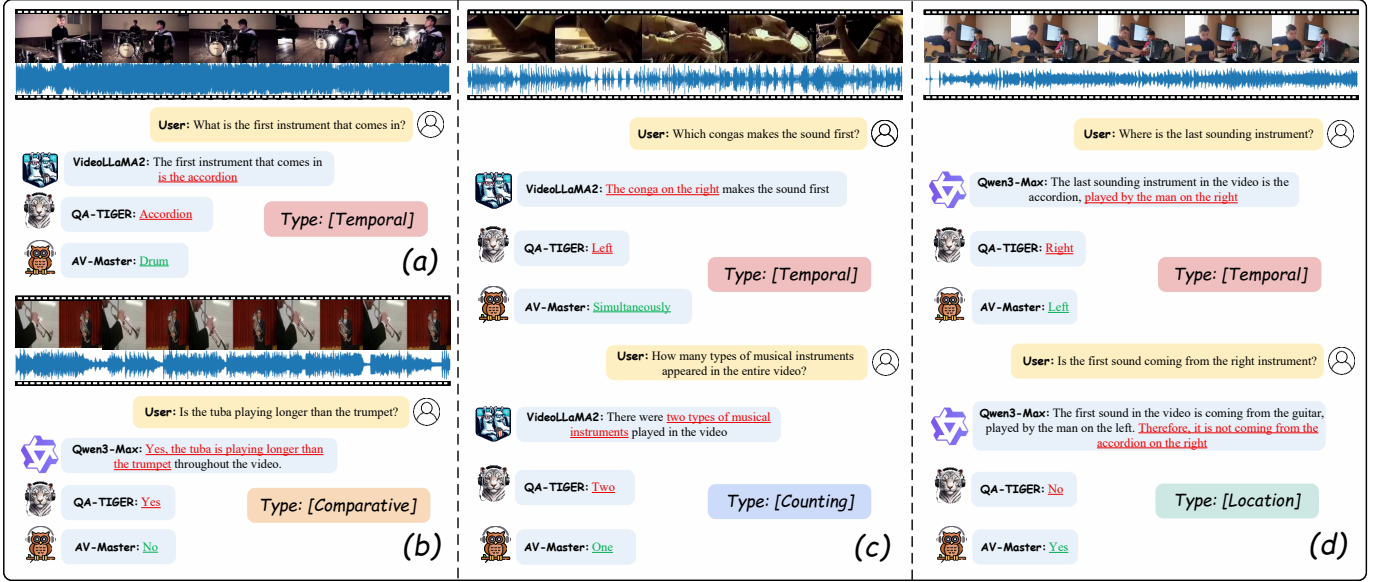 User: What is the first instrument that comes in?
VideoLLaMA2: The first instrument that comes in
is the accordion
QA-TIGER: Accordion
Type: [Temporal]
AV-Master: Drum
(a)
User: Is the tuba playing longer than the trumpet?
Qwen3-Max: Yes, the tuba is playing longer than
the trumpet throughout the video.
QA-TIGER: Yes
Type: [Comparative]
AV-Master: No
(b)
User: Which congas makes the sound first?
VideoLLaMA2: The conga on the right makes the sound first
QA-TIGER: Left
Type: [Temporal]
AV-Master: Simultaneously
User: How many types of musical instruments
appeared in the entire video?
VideoLLaMA2: There were two types of musical
instruments played in the video
QA-TIGER: Two
Type: [Counting]
AV-Master: One
(c)
User: Where is the last sounding instrument?
Qwen3-Max: The last sounding instrument in the video is the
accordion, played by the man on the right
QA-TIGER: Right
Type: [Temporal]
AV-Master: Left
User: Is the first sound coming from the right instrument?
Qwen3-Max: The first sound in the video is coming from the guitar,
played by the man on the left. Therefore, it is not coming from the
accordion on the right
QA-TIGER: No
Type: [Location]
AV-Master: Yes
(d)